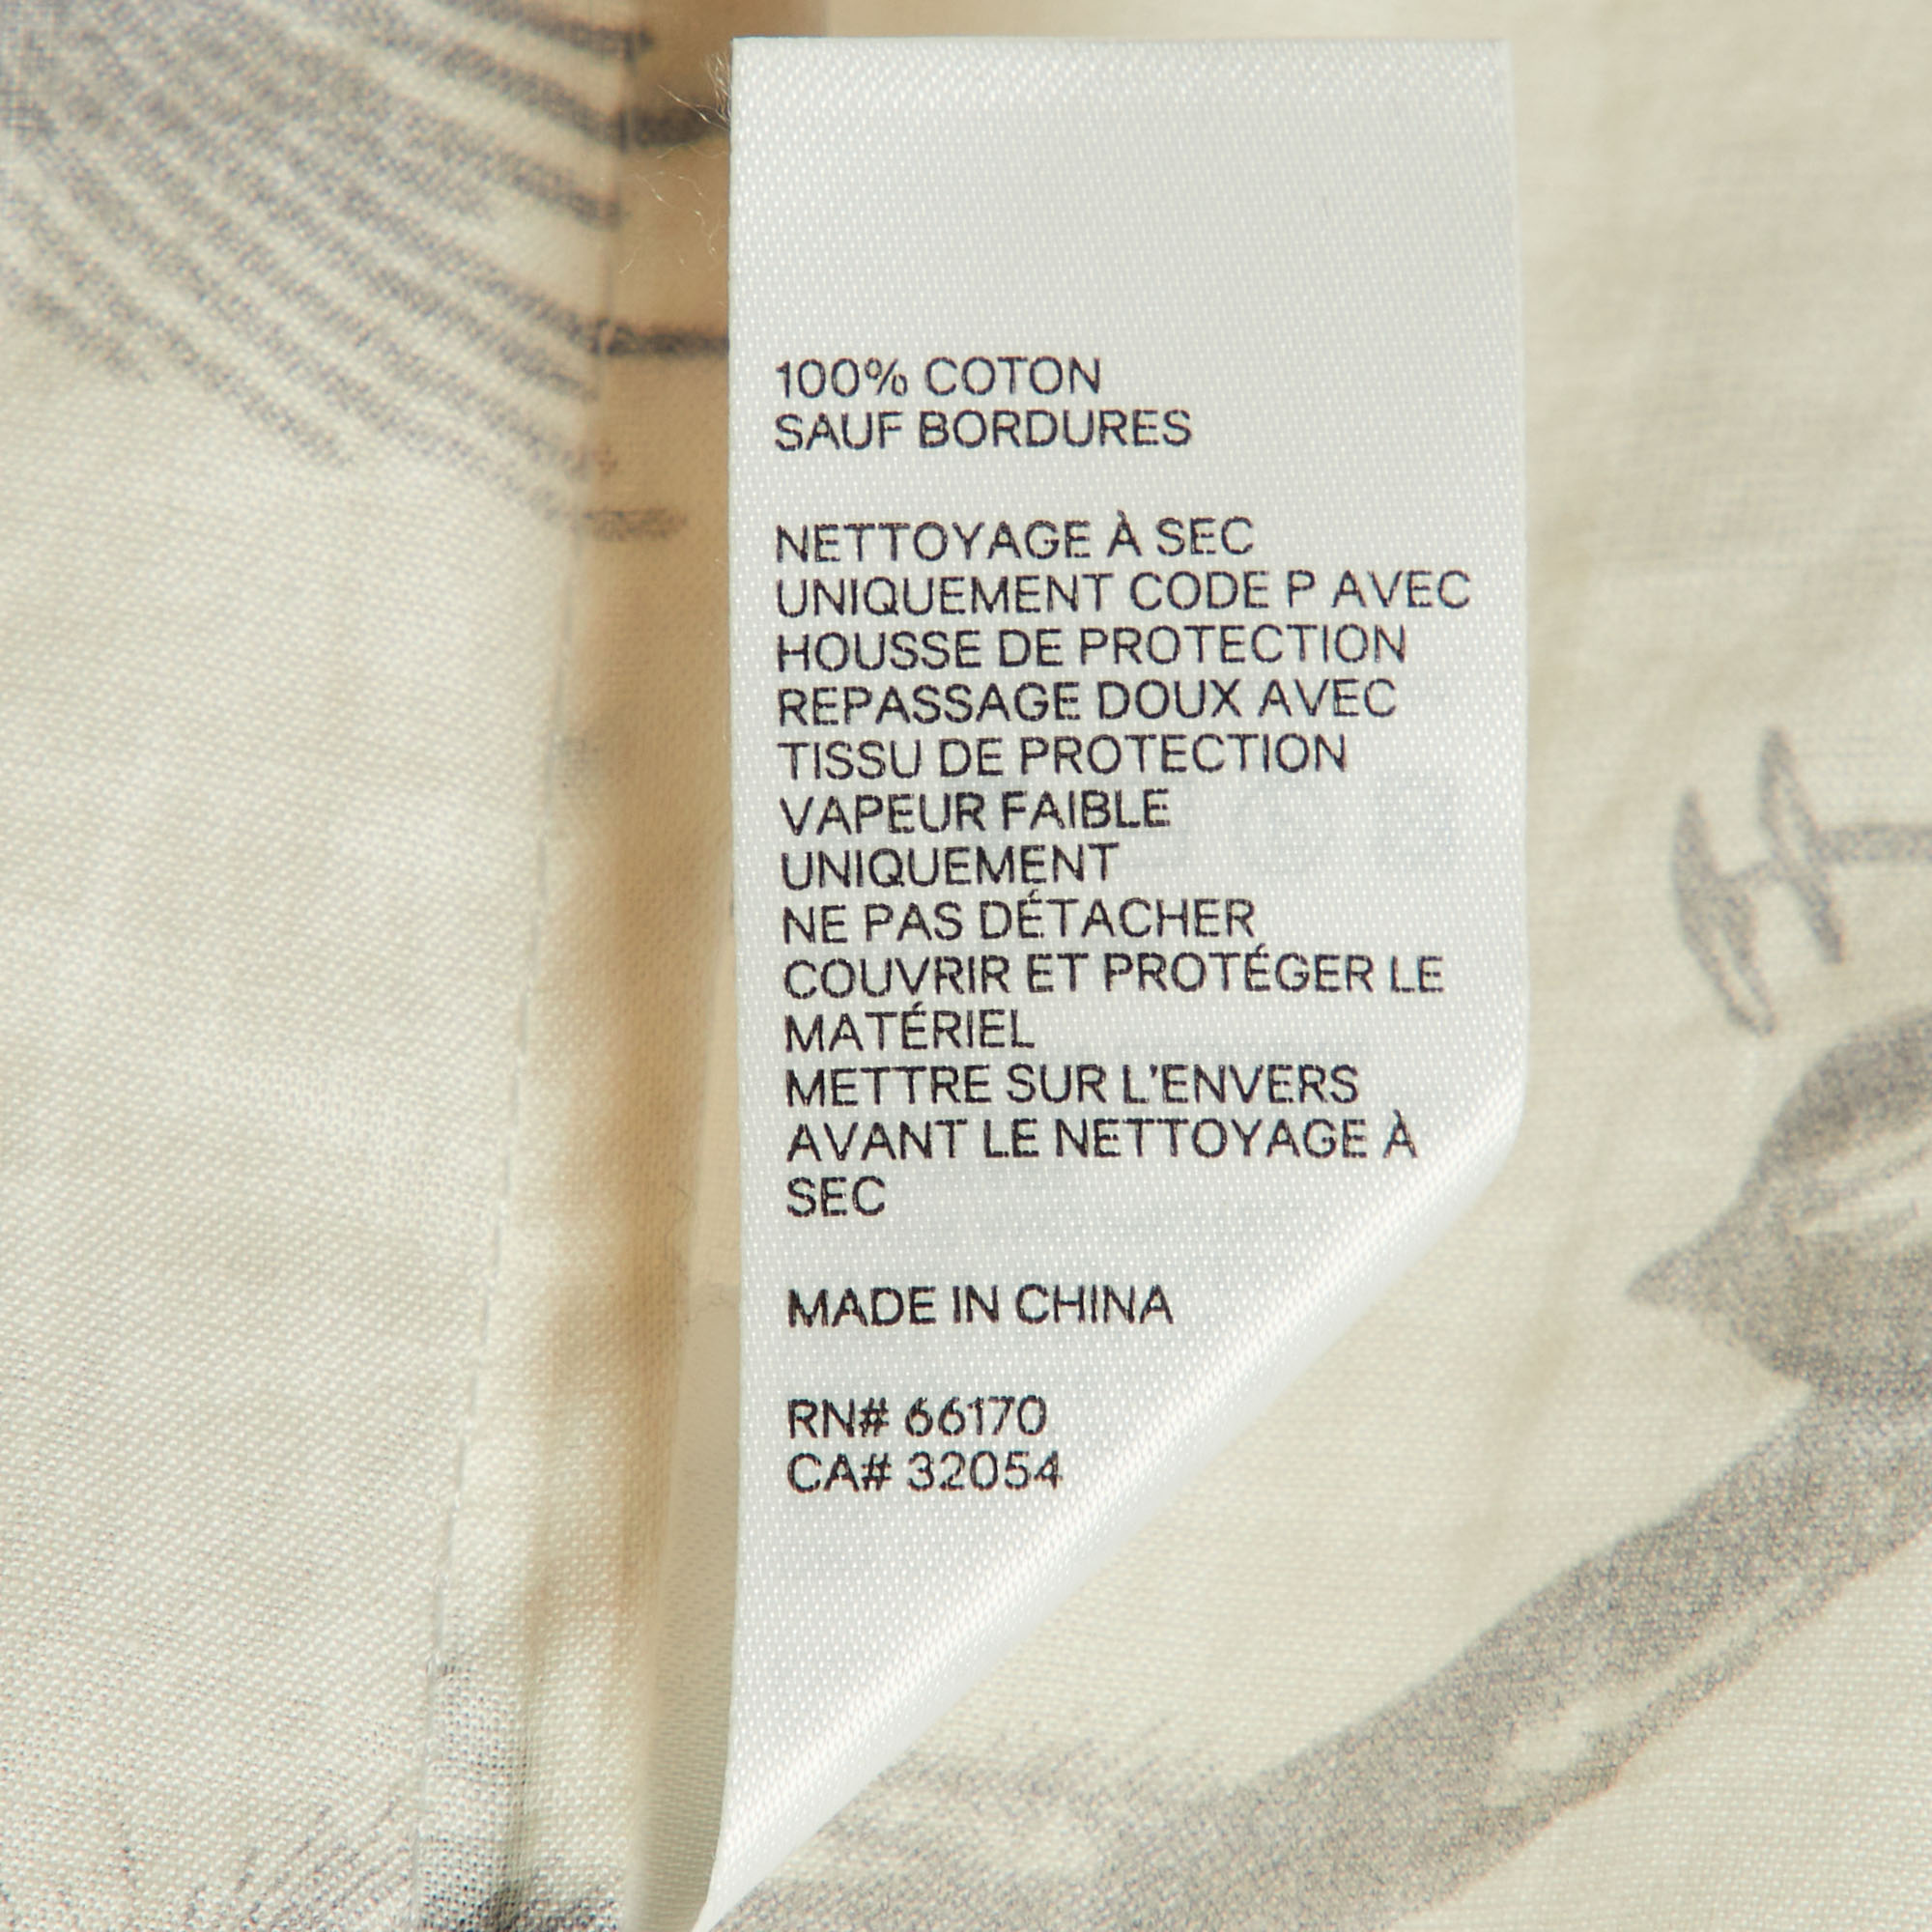 100% COTON
SAUF BORDURES
NETTOYAGE À SEC
UNIQUEMENT CODE P AVEC
HOUSSE DE PROTECTION
REPASSAGE DOUX AVEC
TISSU DE PROTECTION
VAPEUR FAIBLE
UNIQUEMENT
NE PAS DÉTACHER
COUVRIR ET PROTÉGER LE
MATÉRIEL
METTRE SUR L'ENVERS
AVANT LE NETTOYAGE À
SEC
MADE IN CHINA
RN# 66170
CA# 32054